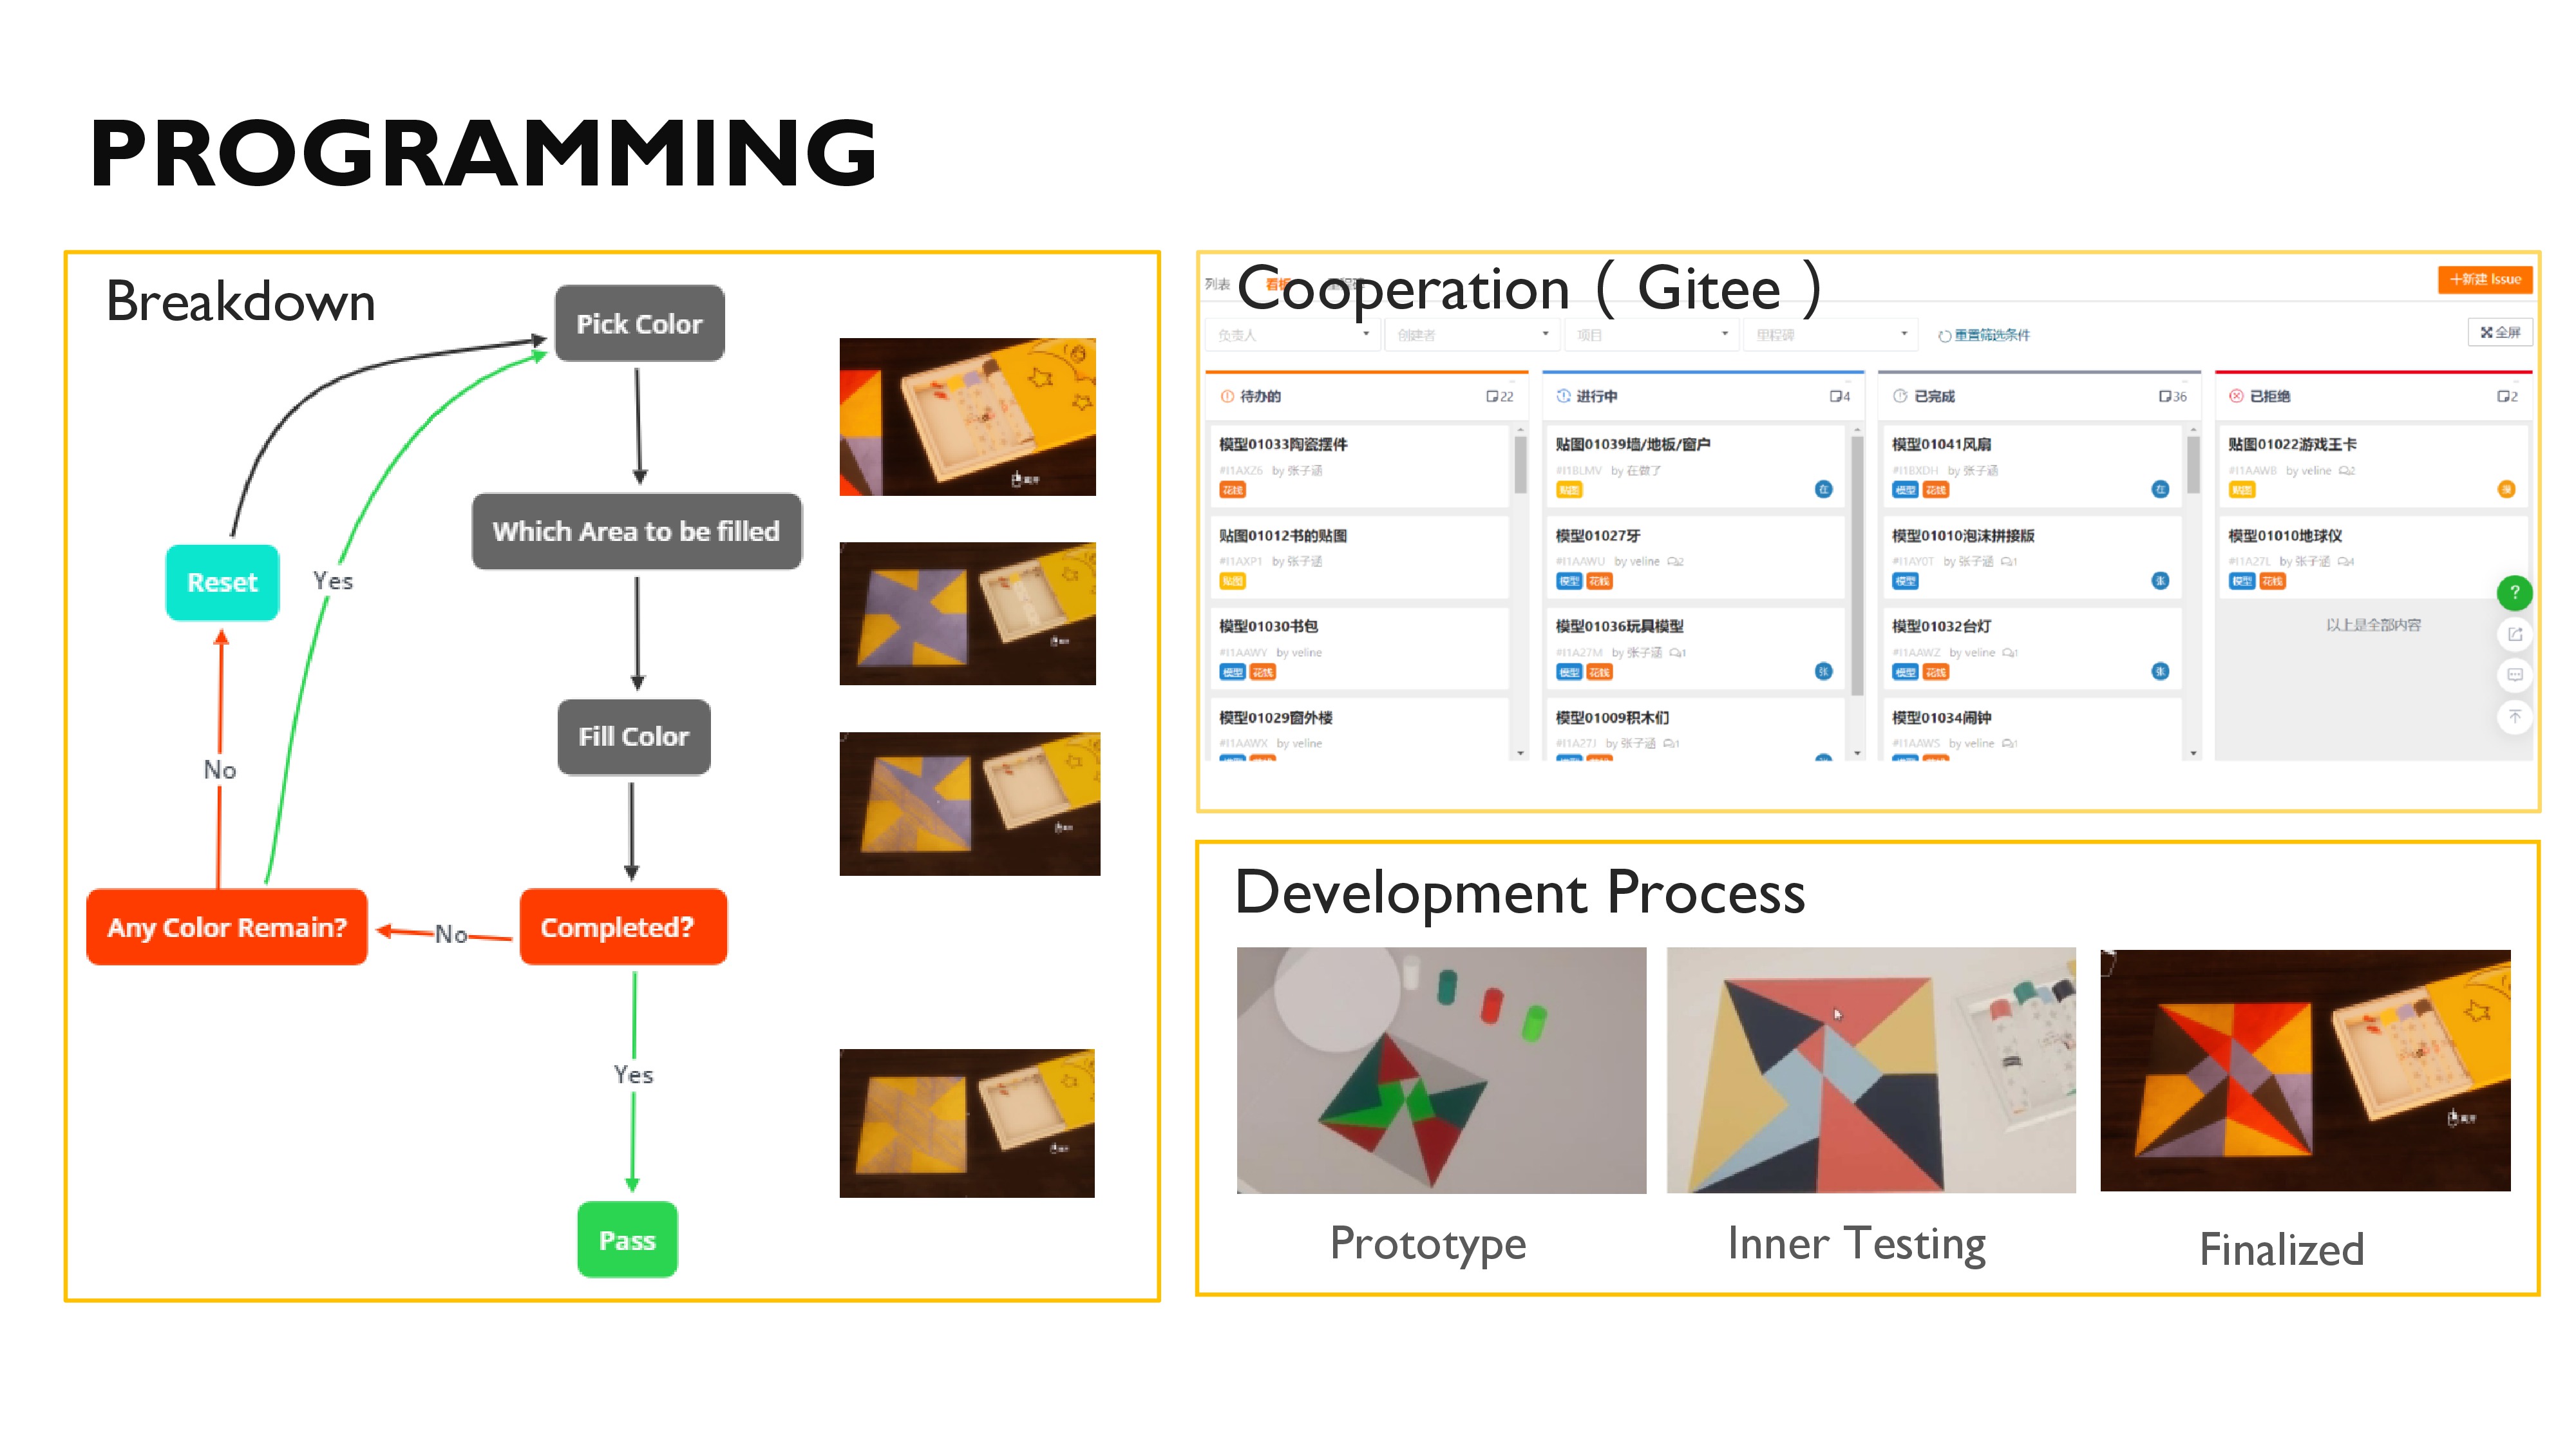 PROGRAMMING
Breakdown
Pick Color
Which Area to be filled
Reset
Yes
Fill Color
No
Any Color Remain?
No
Completed?
Yes
Pass
Cooperation（Gitee）
列表
看板
+新建 Issue
负责人
创建者
项目
里程碑
重置筛选条件
全屏
待办的
22
模型01033陶瓷摆件
#I1AXZ6 by 张子涵
花钱
贴图01012书的贴图
#I1AXP1 by 张子涵
贴图
模型01030书包
#I1AAWY by veline
模型 花钱
模型01029窗外楼
#I1AAWX by veline
进行中
4
贴图01039墙/地板/窗户
#I1BLMV by 在做了
贴图
在
模型01027牙
#I1AAWU by veline 2
模型 花钱
模型01036玩具模型
#I1A27M by 张子涵 1
模型 花钱
张
模型01009积木们
#I1A27J by 张子涵 1
已完成
36
模型01041风扇
#I1BXDH by 张子涵
模型 花钱
在
模型01010泡沫拼接版
#I1AY0T by 张子涵 1
模型
张
模型01032台灯
#I1AAWZ by veline 1
模型 花钱
张
模型01034闹钟
#I1AAWS by veline 1
已拒绝
2
贴图01022游戏王卡
#I1AAWB by veline 2
贴图
模型01010地球仪
#I1A27L by 张子涵 4
模型 花钱
以上是全部内容
?
Development Process
Prototype
Inner Testing
Finalized